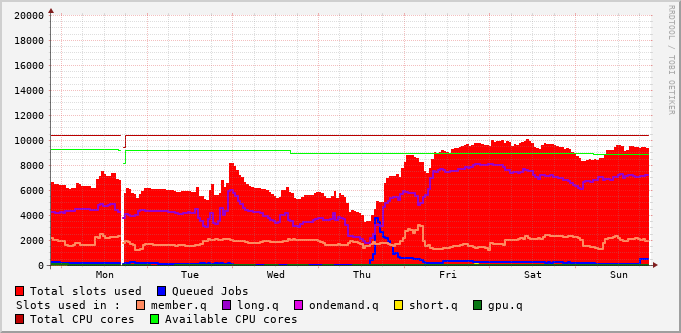 20000
18000
16000
14000
12000
10000
8000
6000
4000
2000
0
Mon Tue Wed Thu Fri Sat Sun
RRDTOOL / TOBI OETIKER
Total slots used Queued Jobs
Slots used in : member.q long.q ondemand.q short.q gpu.q
Total CPU cores Available CPU cores